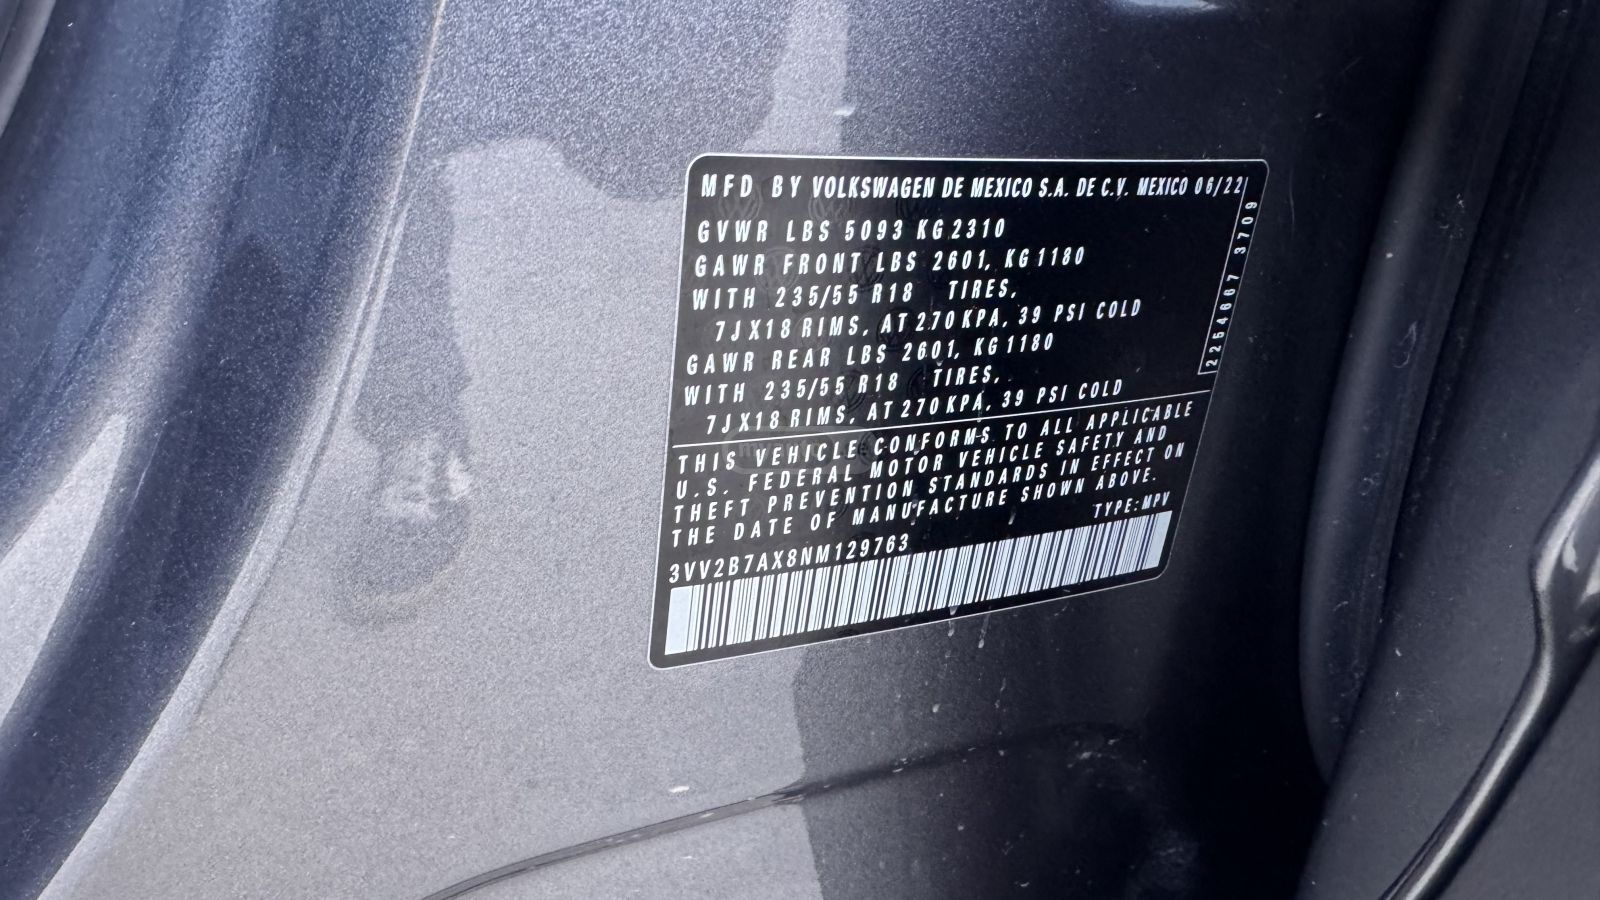 MFD BY VOLKSWAGEN DE MEXICO S.A. DE C.V. MEXICO 06/22
GVWR LBS 5093 KG 2310
GAWR FRONT LBS 2601, KG 1180
WITH 235/55 R18 TIRES,
7JX18 RIMS, AT 270 KPA, 39 PSI COLD
GAWR REAR LBS 2601, KG 1180
WITH 235/55 R18 TIRES,
7JX18 RIMS, AT 270 KPA, 39 PSI COLD
2254667 3709
THIS VEHICLE CONFORMS TO ALL APPLICABLE
U.S. FEDERAL MOTOR VEHICLE SAFETY AND
THEFT PREVENTION STANDARDS IN EFFECT ON
THE DATE OF MANUFACTURE SHOWN ABOVE.
TYPE:MPV
3VV2B7AX8NM129763